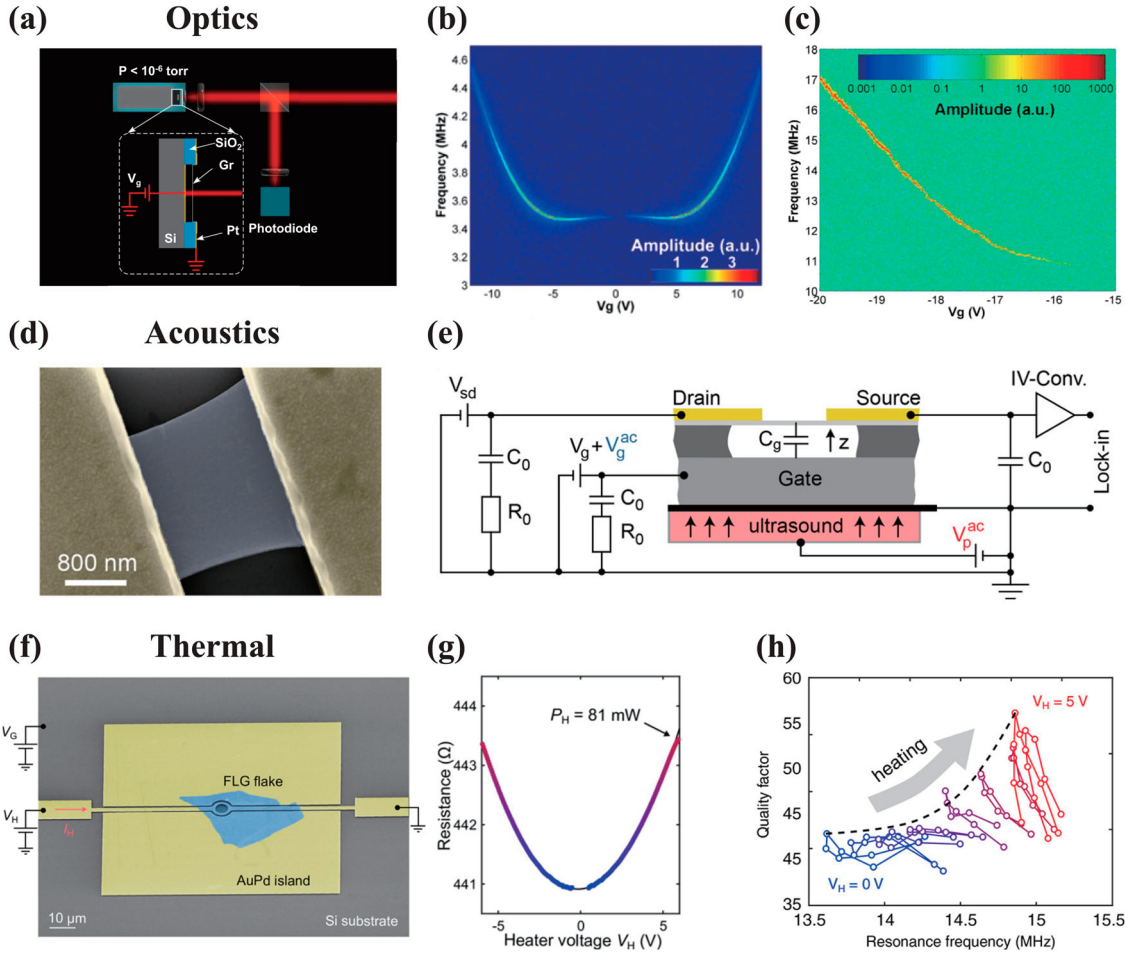 (a) Optics
P < 10⁻⁶ torr
SiO₂
Gr
V_g
Photodiode
Si
Pt
(b)
Frequency (MHz)
4.6
4.4
4.2
4
3.8
3.6
3.4
3.2
3
Amplitude (a.u.)
1 2 3
-10 -5 0 5 10
Vg (V)
(c)
Frequency (MHz)
18
17
16
15
14
13
12
11
10
0.001 0.01 0.1 1 10 100 1000
Amplitude (a.u.)
-20 -19 -18 -17 -16 -15
Vg (V)
(d) Acoustics
800 nm
(e)
V_sd
C₀
R₀
V_g + V_g^ac
C₀
R₀
Drain
Source
C_g
z
Gate
ultrasound
V_p^ac
IV-Conv.
C₀
Lock-in
(f) Thermal
V_G
V_H
I_H
FLG flake
AuPd island
10 µm
Si substrate
(g)
Resistance (Ω)
444
443
442
441
P_H = 81 mW
-5 0 5
Heater voltage V_H (V)
(h)
Quality factor
60
55
50
45
45
35
V_H = 5 V
heating
V_H = 0 V
13.5 14 14.5 15 15.5
Resonance frequency (MHz)